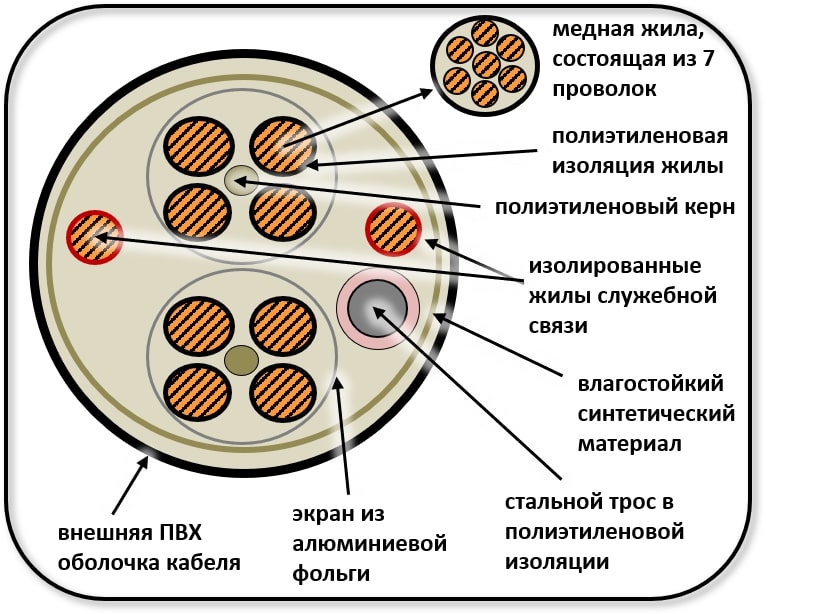 медная жила,
состоящая из 7
проволок
полиэтиленовая
изоляция жилы
полиэтиленовый керн
изолированные
жилы служебной
связи
влагостойкий
синтетический
материал
стальной трос в
полиэтиленовой
изоляции
экран из
алюминиевой
фольги
внешняя ПВХ
оболочка кабеля